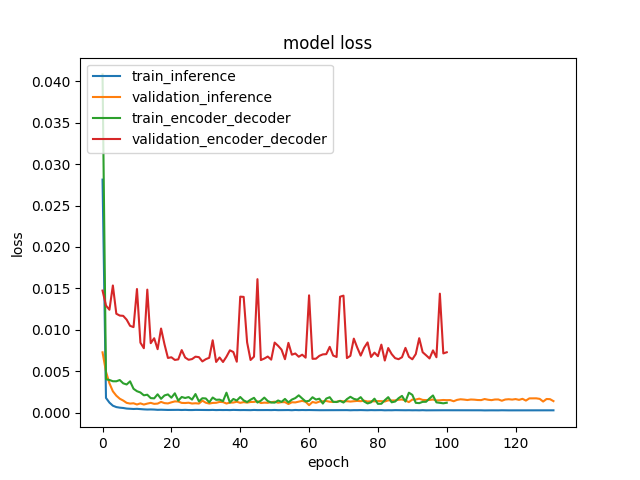 model loss
train_inference
validation_inference
train_encoder_decoder
validation_encoder_decoder
0.040
0.035
0.030
0.025
0.020
0.015
0.010
0.005
0.000
loss
0 20 40 60 80 100 120
epoch